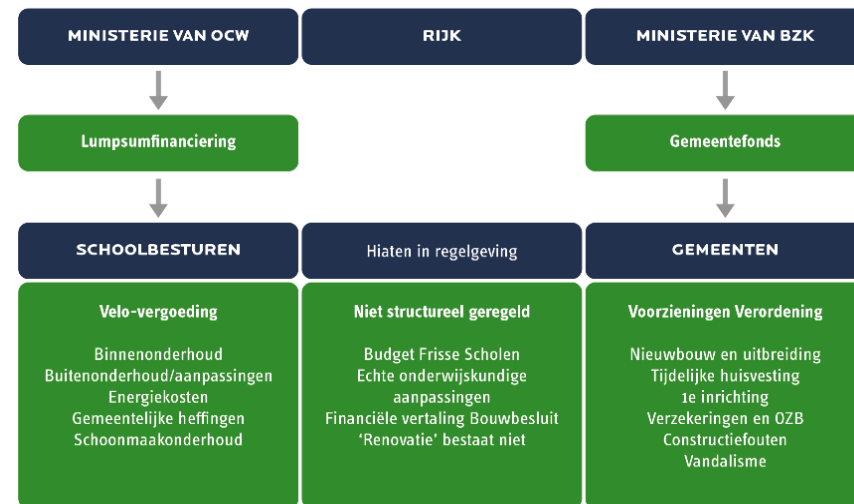 MINISTERIE VAN OCW
RIJK
MINISTERIE VAN BZK
Lumpsumfinanciering
Gemeentefonds
SCHOOLBESTUREN
Hiaten in regelgeving
GEMEENTEN
Velo-vergoeding
Binnenonderhoud
Buitenonderhoud/aanpassingen
Energiekosten
Gemeentelijke heffingen
Schoonmaakonderhoud
Niet structureel geregeld
Budget Frisse Scholen
Echte onderwijskundige
aanpassingen
Financiële vertaling Bouwbesluit
‘Renovatie’ bestaat niet
Voorzieningen Verordening
Nieuwbouw en uitbreiding
Tijdelijke huisvesting
1e inrichting
Verzekeringen en OZB
Constructiefouten
Vandalisme